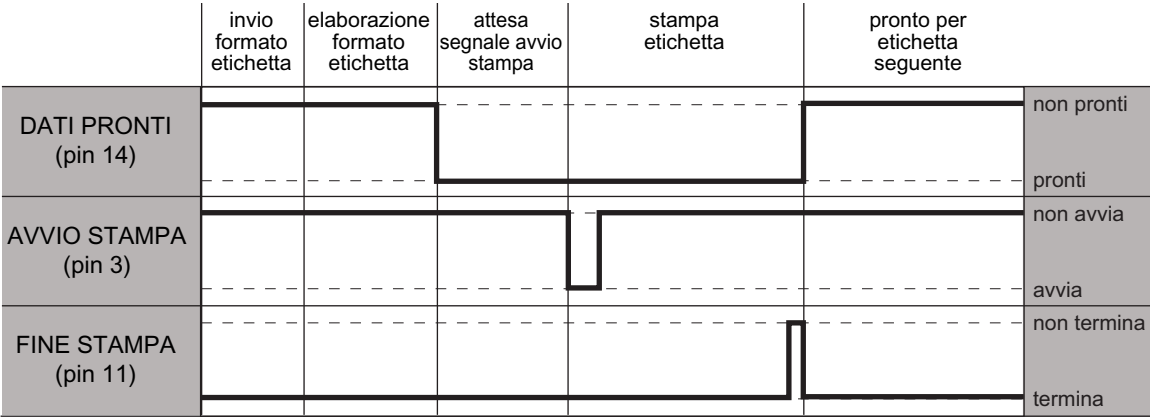 invio
formato
etichetta
elaborazione
formato
etichetta
attesa
segnale avvio
stampa
stampa
etichetta
pronto per
etichetta
seguente
DATI PRONTI
(pin 14)
non pronti
pronti
AVVIO STAMPA
(pin 3)
non avvia
avvia
FINE STAMPA
(pin 11)
non termina
termina